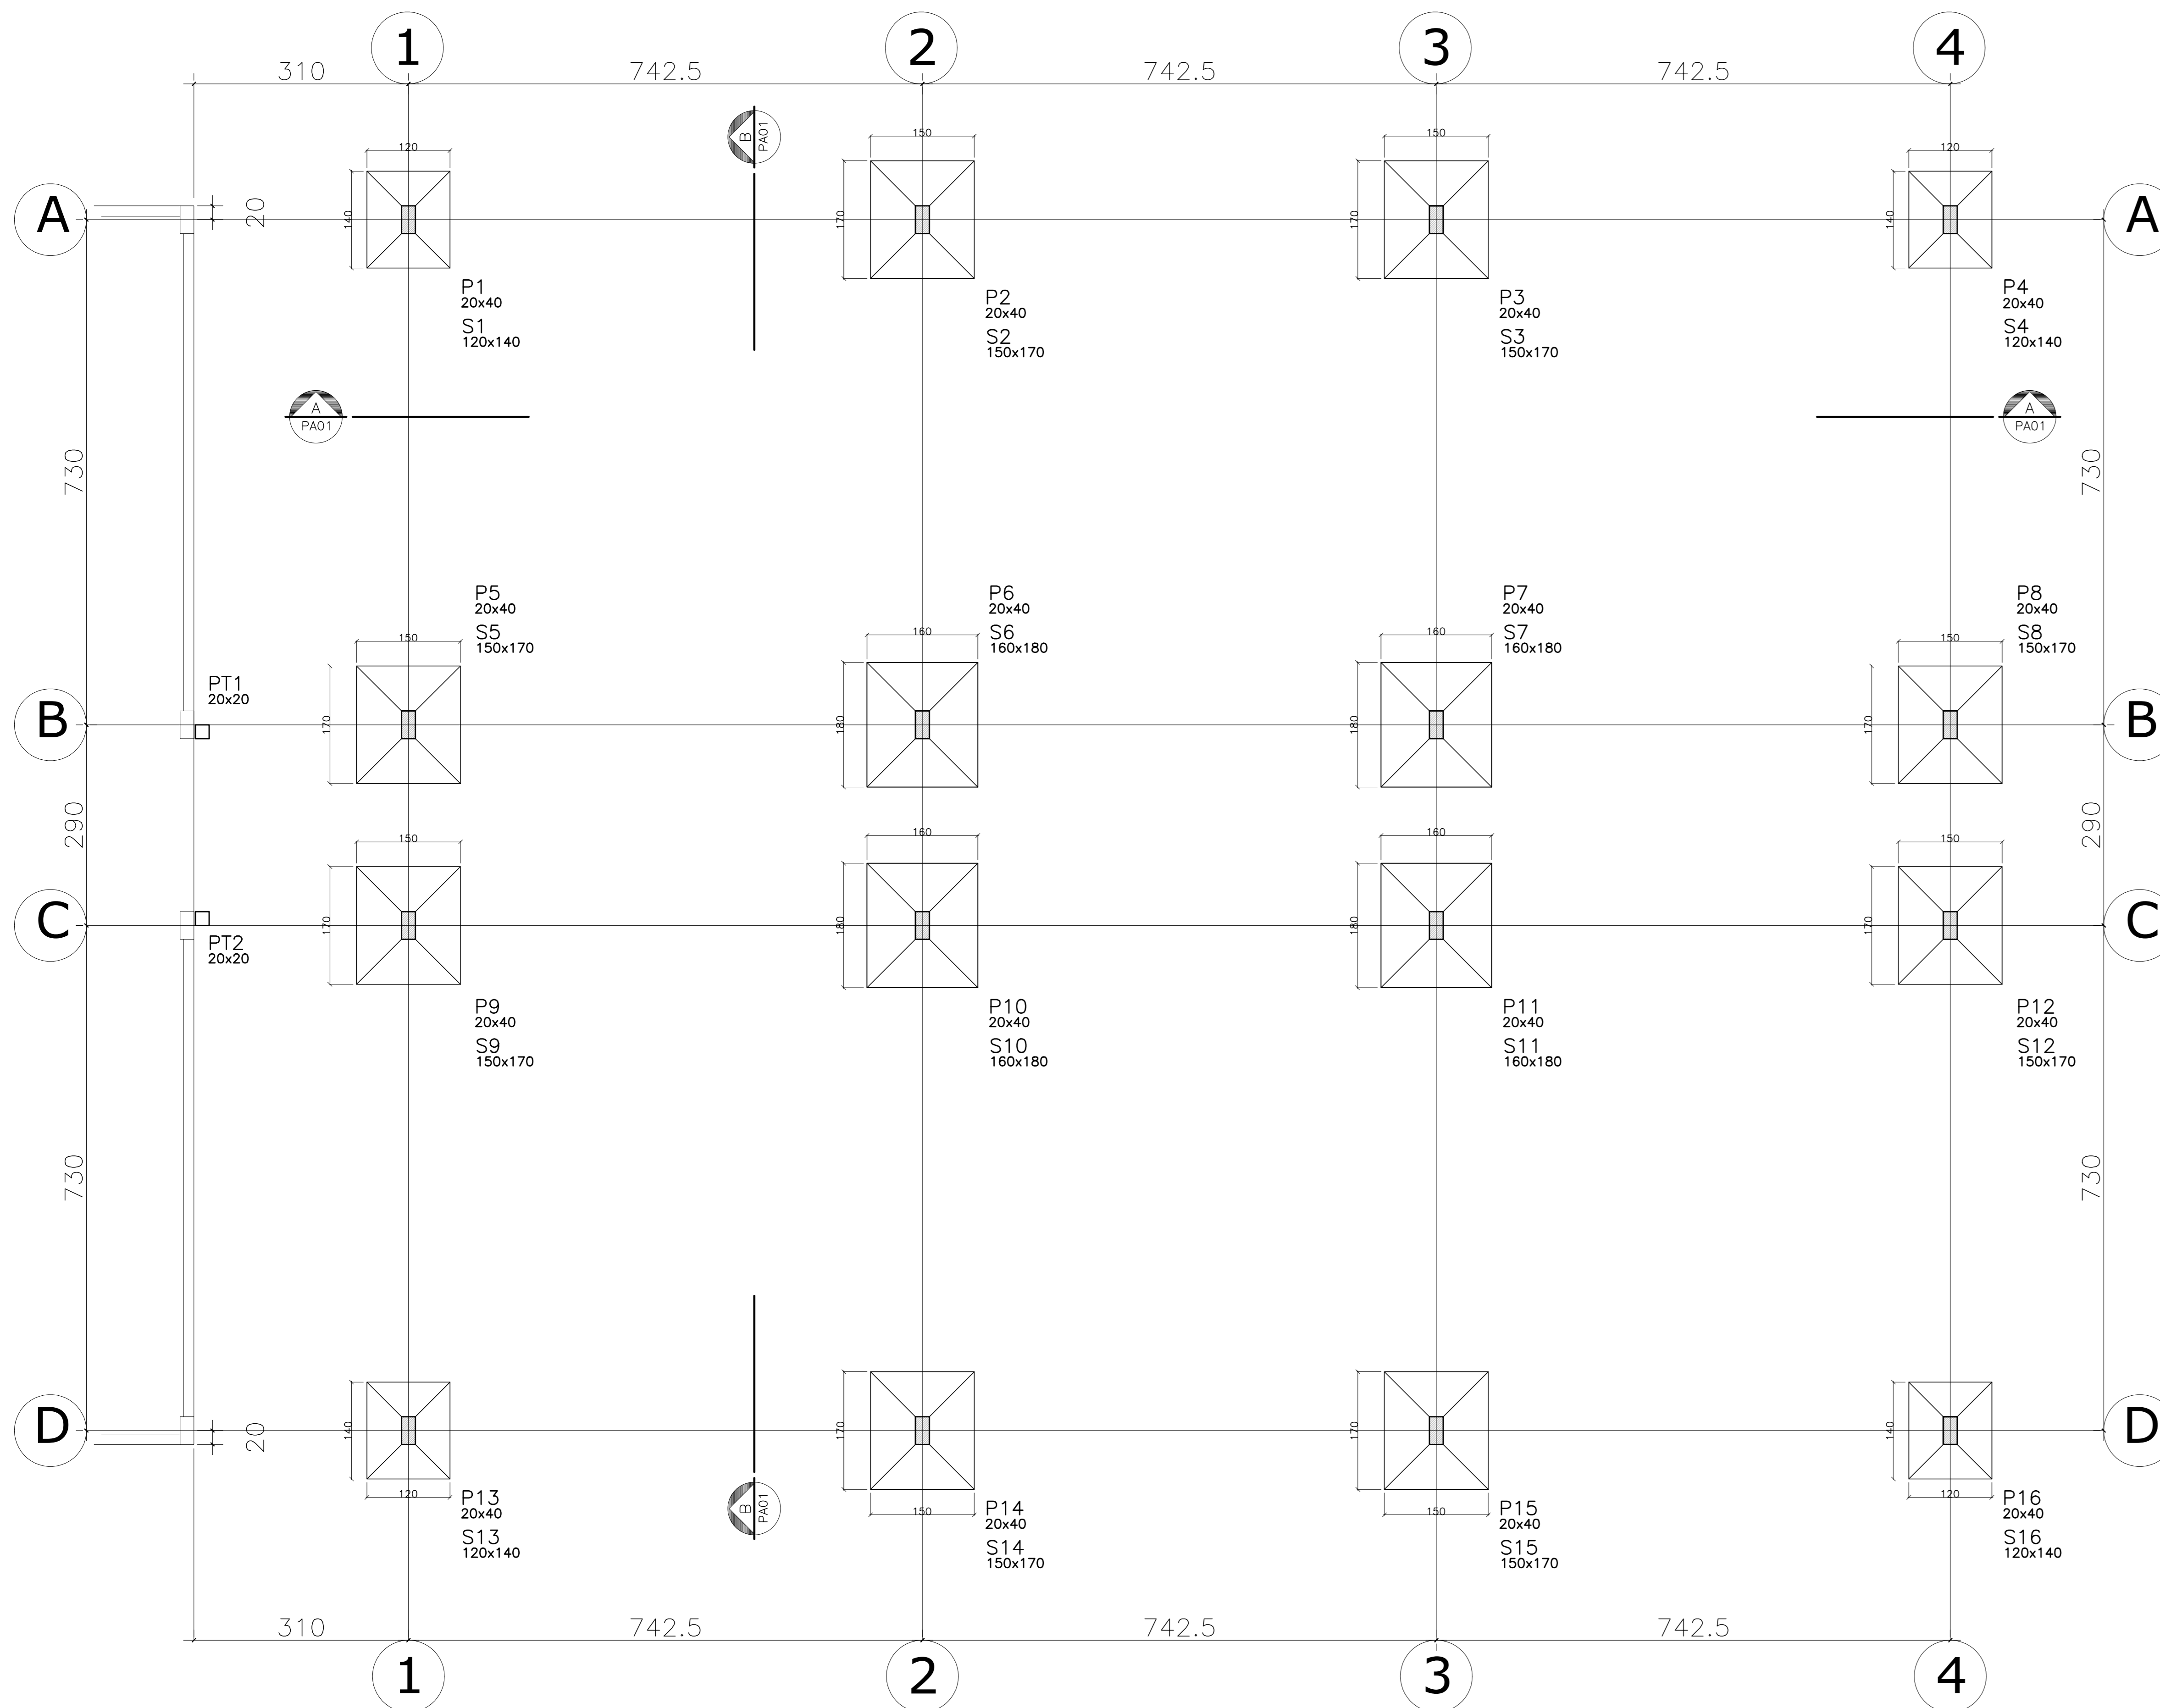 1
2
3
4
310
742.5
742.5
742.5
B
PA01
120
150
150
120
A
20
140
170
170
140
A
P1
20x40
S1
120x140
P2
20x40
S2
150x170
P3
20x40
S3
150x170
P4
20x40
S4
120x140
A
PA01
A
PA01
730
730
P5
20x40
S5
150x170
P6
20x40
S6
160x180
P7
20x40
S7
160x180
P8
20x40
S8
150x170
150
160
160
150
PT1
20x20
B
170
180
180
170
B
290
290
150
160
160
150
C
170
180
180
170
C
PT2
20x20
P9
20x40
S9
150x170
P10
20x40
S10
160x180
P11
20x40
S11
160x180
P12
20x40
S12
150x170
730
730
D
20
140
170
170
140
D
120
150
150
120
P13
20x40
S13
120x140
B
PA01
P14
20x40
S14
150x170
P15
20x40
S15
150x170
P16
20x40
S16
120x140
310
742.5
742.5
742.5
1
2
3
4